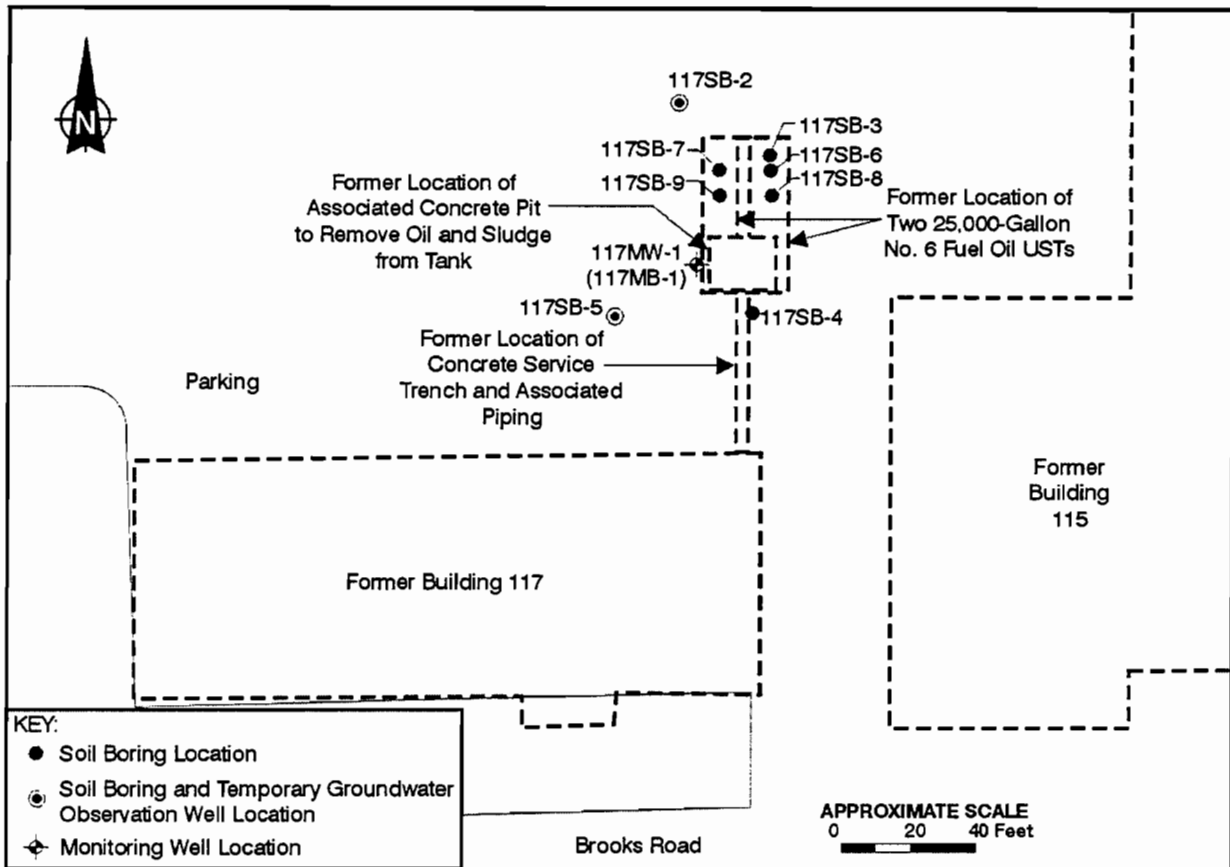 N
117SB-2
117SB-3
117SB-7
117SB-6
117SB-9
117SB-8
Former Location of
Associated Concrete Pit
to Remove Oil and Sludge
from Tank
Former Location of
Two 25,000-Gallon
No. 6 Fuel Oil USTs
117MW-1
(117MB-1)
117SB-5
117SB-4
Former Location of
Concrete Service
Trench and Associated
Piping
Parking
Former
Building
115
Former Building 117
KEY:
Soil Boring Location
Soil Boring and Temporary Groundwater
Observation Well Location
Monitoring Well Location
Brooks Road
APPROXIMATE SCALE
0 20 40 Feet